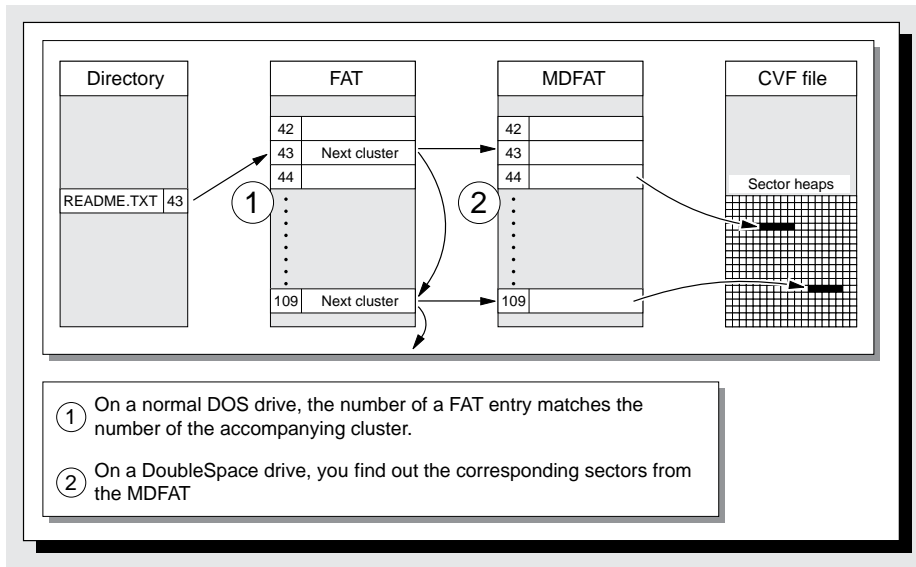 Directory
FAT
MDFAT
CVF file
42
42
43 Next cluster
43
44
44
Sector heaps
README.TXT 43
1
2
109 Next cluster
109
1 On a normal DOS drive, the number of a FAT entry matches the
number of the accompanying cluster.
2 On a DoubleSpace drive, you find out the corresponding sectors from
the MDFAT